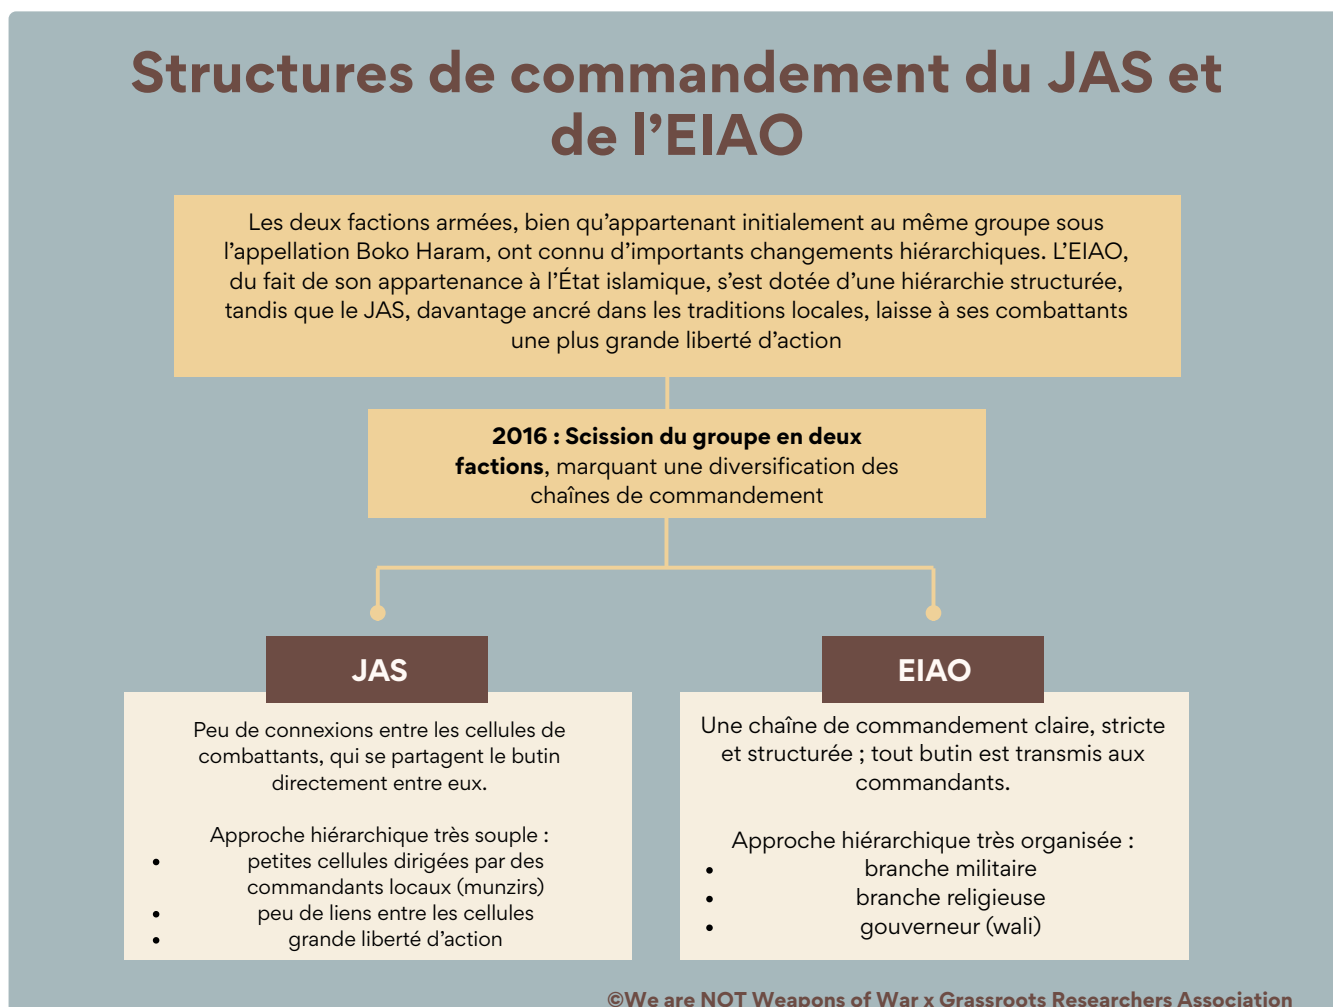 Structures de commandement du JAS et
de l’EIAO
Les deux factions armées, bien qu’appartenant initialement au même groupe sous
l’appellation Boko Haram, ont connu d’importants changements hiérarchiques. L’EIAO,
du fait de son appartenance à l’État islamique, s’est dotée d’une hiérarchie structurée,
tandis que le JAS, davantage ancré dans les traditions locales, laisse à ses combattants
une plus grande liberté d’action
2016 : Scission du groupe en deux
factions, marquant une diversification des
chaînes de commandement
JAS
Peu de connexions entre les cellules de
combattants, qui se partagent le butin
directement entre eux.
Approche hiérarchique très souple :
• petites cellules dirigées par des
commandants locaux (munzirs)
• peu de liens entre les cellules
• grande liberté d’action
EIAO
Une chaîne de commandement claire, stricte
et structurée ; tout butin est transmis aux
commandants.
Approche hiérarchique très organisée :
• branche militaire
• branche religieuse
• gouverneur (wali)
©We are NOT Weapons of War x Grassroots Researchers Association